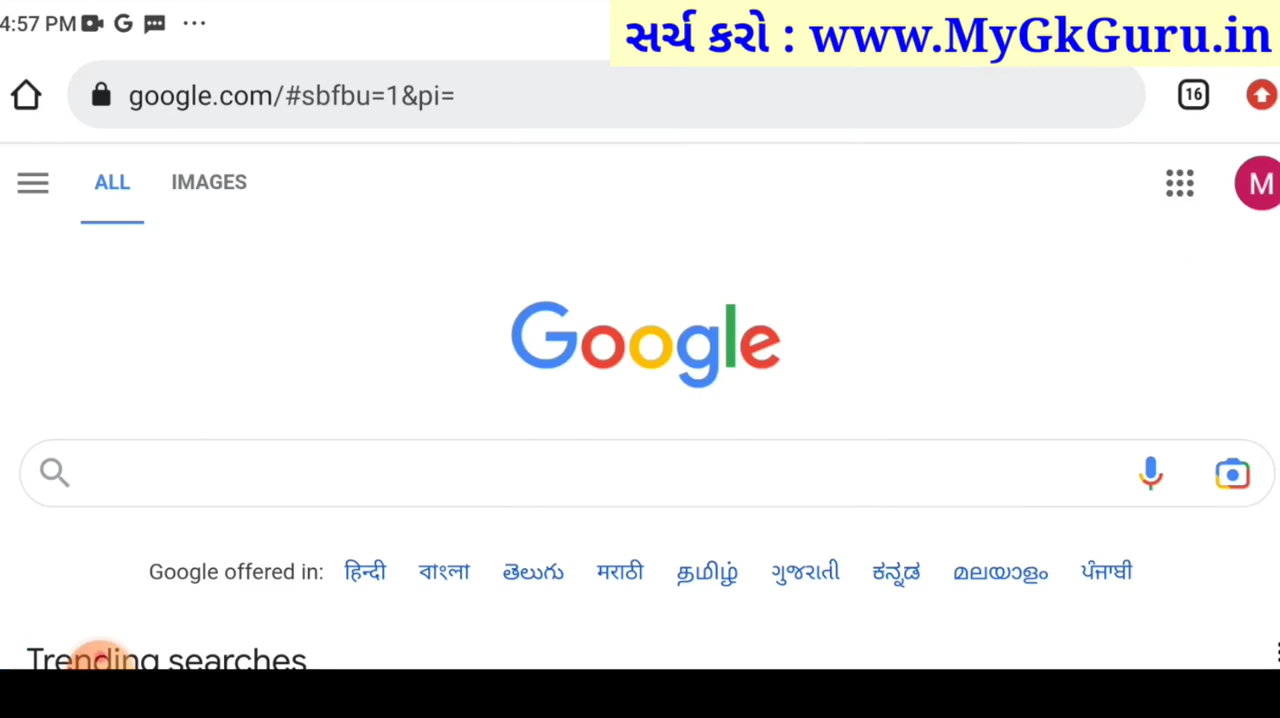 4:57 PM
સર્ચ કરો : www.MyGkGuru.in
google.com/#sbfbu=1&pi=
16
ALL IMAGES
M
Google
Google offered in: हिन्दी বাংলা తెలుగు मराठी தமிழ் ગુજરાતી ಕನ್ನಡ മലയാളം ਪੰਜਾਬੀ
Trending searches